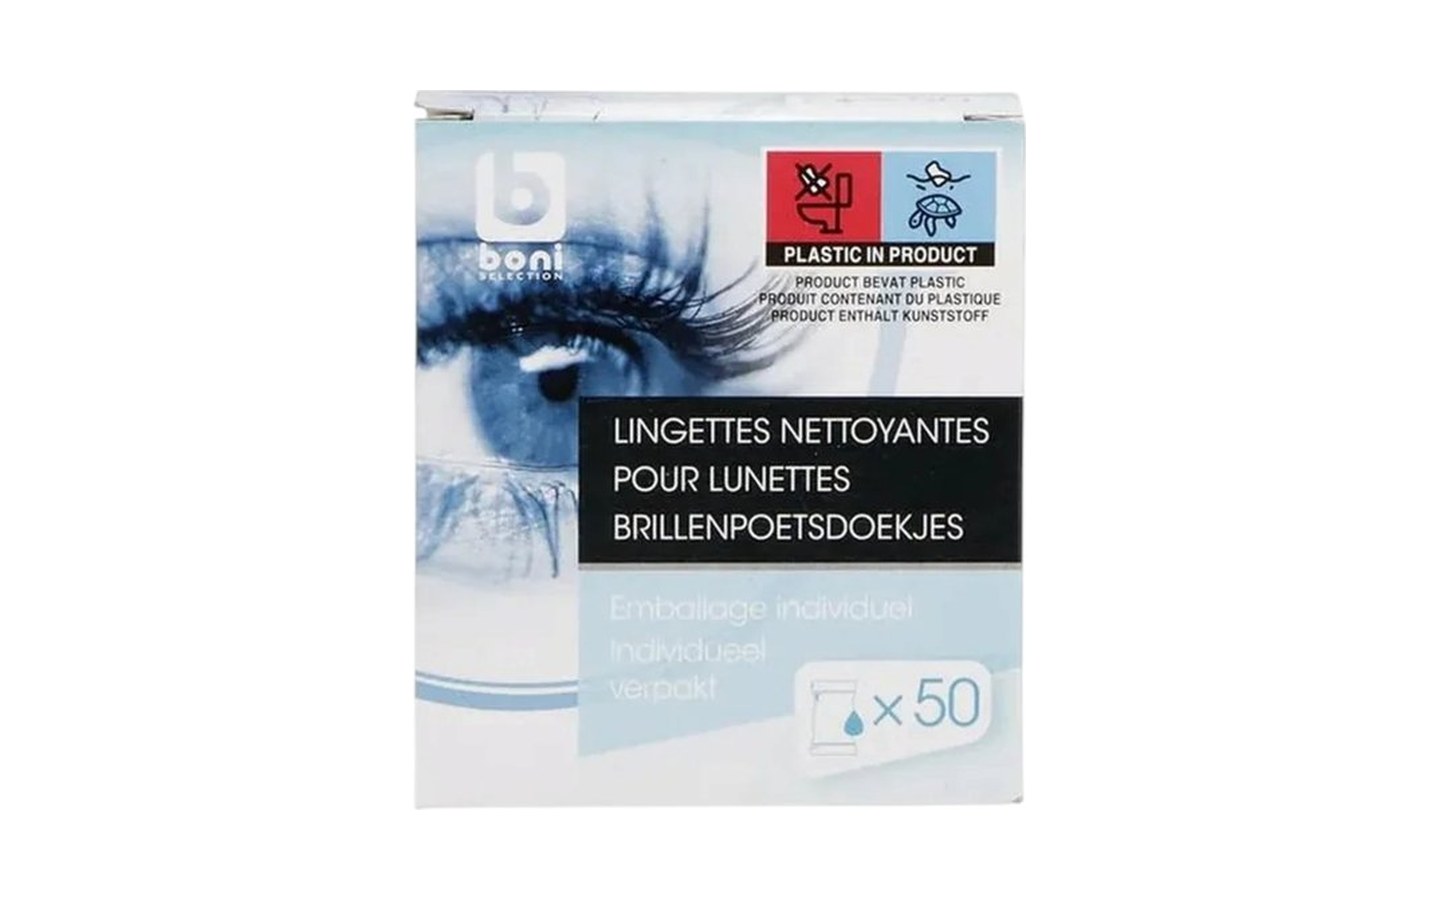 b
boni
SELECTION
PLASTIC IN PRODUCT
PRODUCT BEVAT PLASTIC
PRODUIT CONTENANT DU PLASTIQUE
PRODUCT ENTHÄLT KUNSTSTOFF
LINGETTES NETTOYANTES
POUR LUNETTES
BRILLENPOETSDOEKJES
Emballage individuel
Individueel
verpakt
x 50